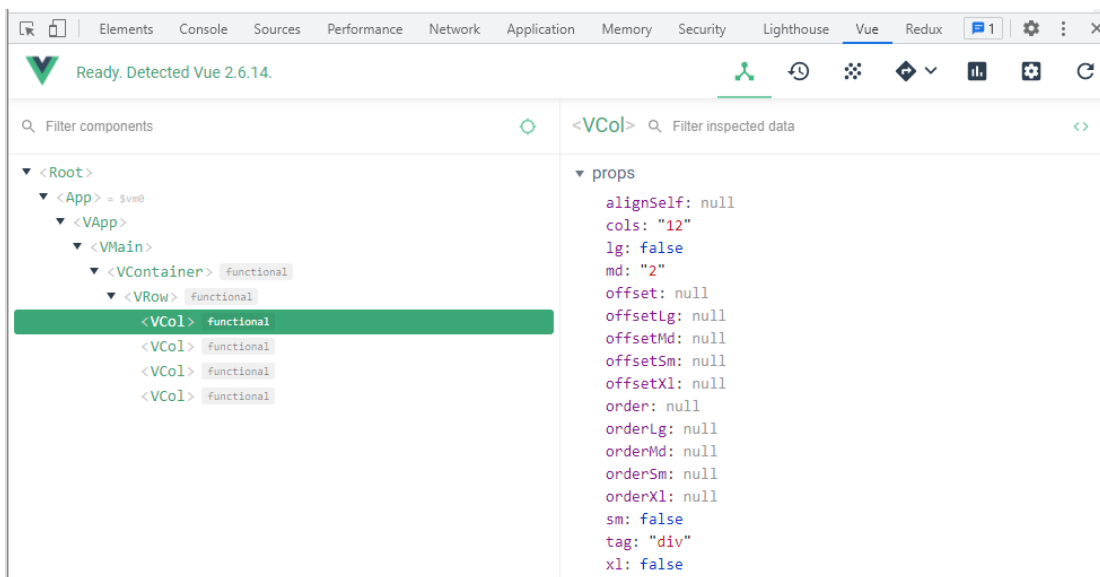 Elements Console Sources Performance Network Application Memory Security Lighthouse Vue Redux 1
Ready. Detected Vue 2.6.14.
Filter components
<VCol> Filter inspected data
<Root>
<App> = $vm0
<VApp>
<VMain>
<VContainer> functional
<VRow> functional
<VCol> functional
<VCol> functional
<VCol> functional
<VCol> functional
props
alignSelf: null
cols: "12"
lg: false
md: "2"
offset: null
offsetLg: null
offsetMd: null
offsetSm: null
offsetXl: null
order: null
orderLg: null
orderMd: null
orderSm: null
orderXl: null
sm: false
tag: "div"
xl: false